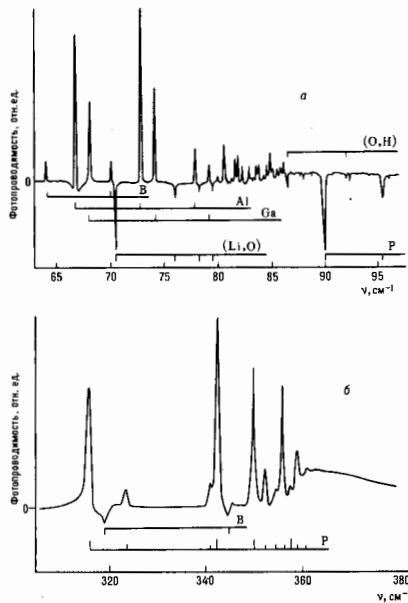 Фотопроводимость, отн.ед.
а
0
(O,H)
B
Al
Ga
(Li,O)
P
65 70 75 80 85 90 95
ν, см⁻¹
Фотопроводимость, отн. ед.
б
0
B
P
320 340 360 380
ν, см⁻¹